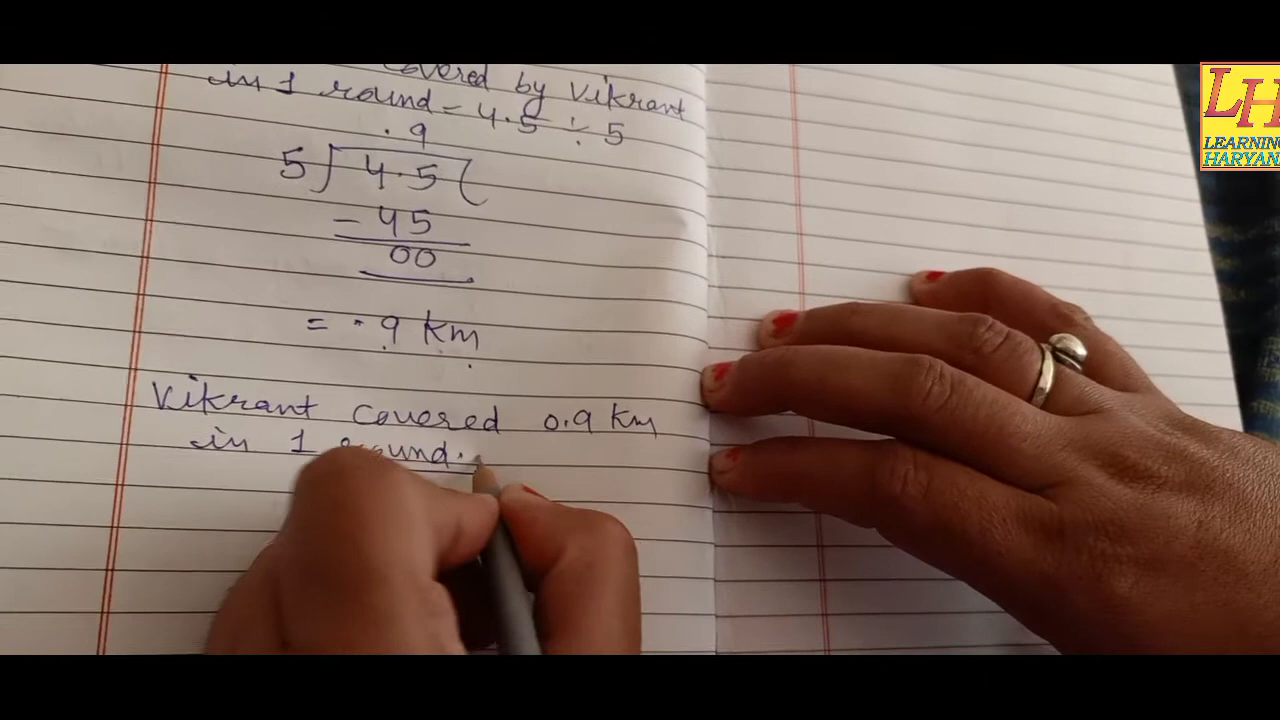 covered by Vikrant
in 1 round = 4.5 ÷ 5
.9
5) 4.5 (
- 45
00
= .9 km
Vikrant covered 0.9 km
in 1 round.
LH
LEARNING
HARYAN